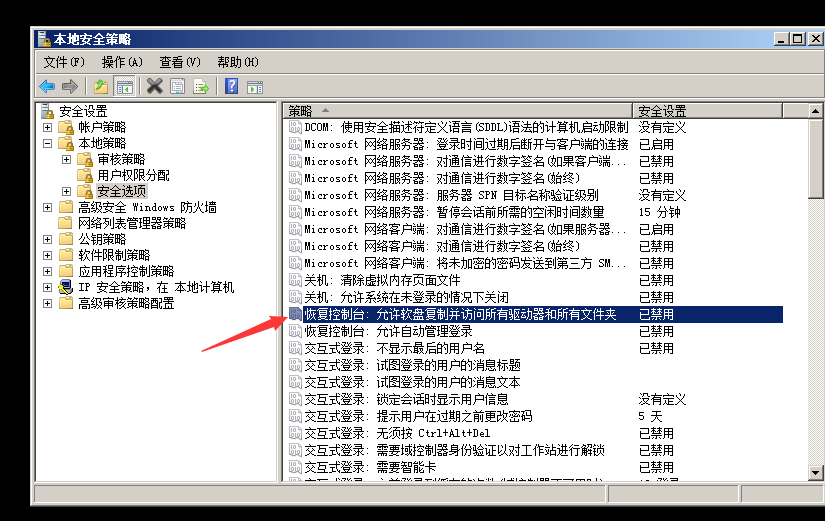 本地安全策略
文件(F) 操作(A) 查看(V) 帮助(H)
安全设置
帐户策略
本地策略
审核策略
用户权限分配
安全选项
高级安全 Windows 防火墙
网络列表管理器策略
公钥策略
软件限制策略
应用程序控制策略
IP 安全策略，在 本地计算机
高级审核策略配置
策略 安全设置
DCOM: 使用安全描述符定义语言(SDDL)语法的计算机启动限制 没有定义
Microsoft 网络服务器: 登录时间过期后断开与客户端的连接 已启用
Microsoft 网络服务器: 对通信进行数字签名(如果客户端... 已禁用
Microsoft 网络服务器: 对通信进行数字签名(始终) 已禁用
Microsoft 网络服务器: 服务器 SPN 目标名称验证级别 没有定义
Microsoft 网络服务器: 暂停会话前所需的空闲时间数量 15 分钟
Microsoft 网络客户端: 对通信进行数字签名(如果服务器... 已启用
Microsoft 网络客户端: 对通信进行数字签名(始终) 已禁用
Microsoft 网络客户端: 将未加密的密码发送到第三方 SM... 已禁用
关机: 清除虚拟内存页面文件 已禁用
关机: 允许系统在未登录的情况下关闭 已禁用
恢复控制台: 允许软盘复制并访问所有驱动器和所有文件夹 已禁用
恢复控制台: 允许自动管理登录 已禁用
交互式登录: 不显示最后的用户名 已禁用
交互式登录: 试图登录的用户的消息标题
交互式登录: 试图登录的用户的消息文本
交互式登录: 锁定会话时显示用户信息 没有定义
交互式登录: 提示用户在过期之前更改密码 5 天
交互式登录: 无须按 Ctrl+Alt+Del 已禁用
交互式登录: 需要域控制器身份验证以对工作站进行解锁 已禁用
交互式登录: 需要智能卡 已禁用